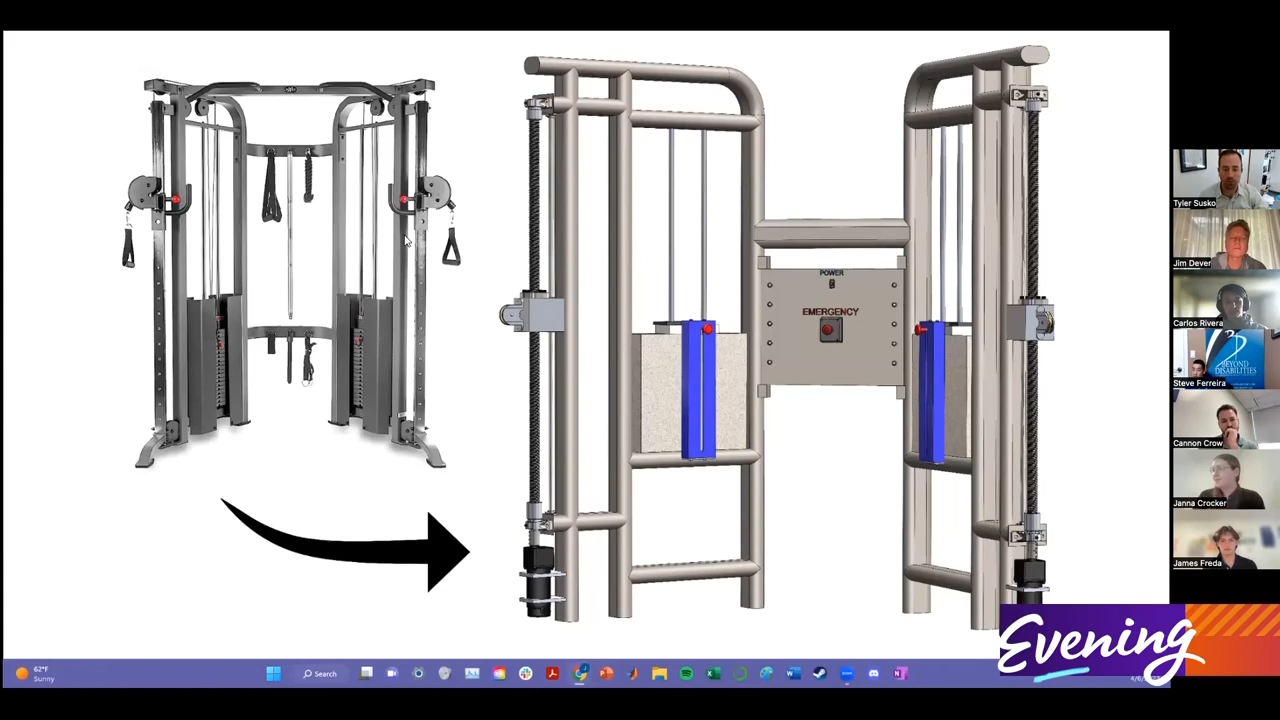 POWER
EMERGENCY
Tyler Susko
Jim Dever
Carlos Rivera
BEYOND
DISABILITIES
Steve Ferreira
Cannon Crow
Janna Crocker
James Freda
Evening
62°F
Sunny
Search